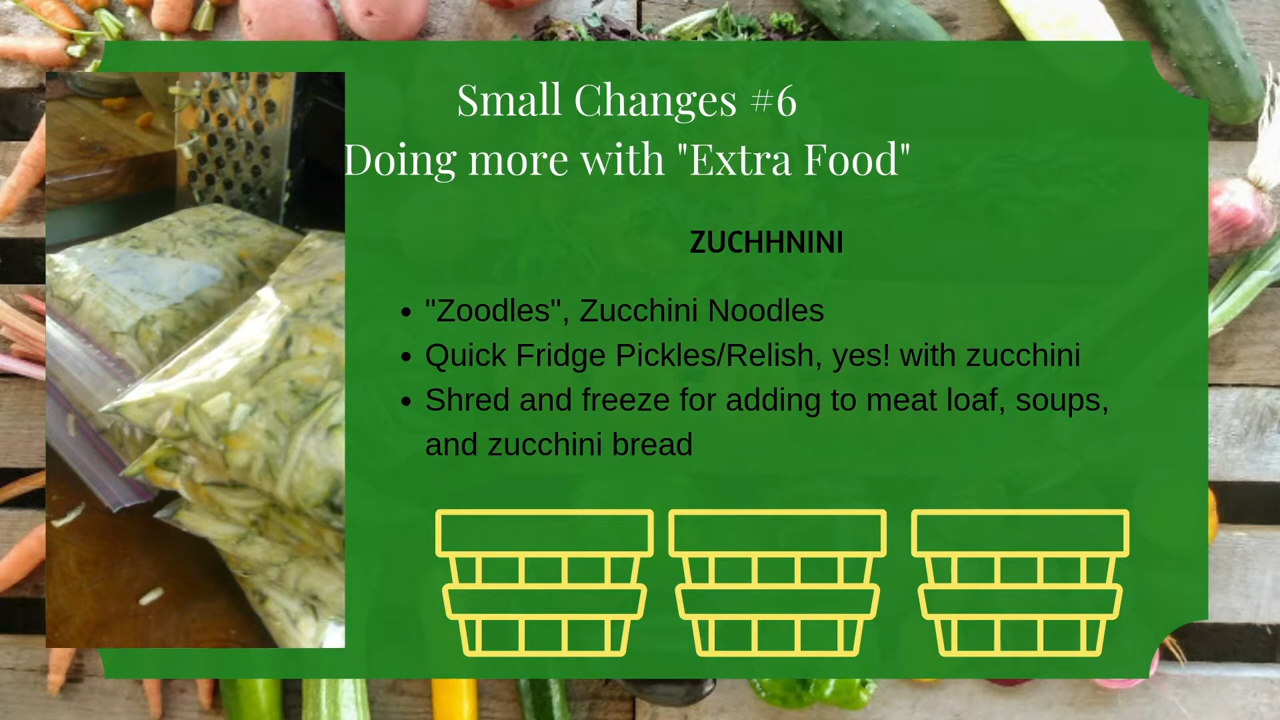 Small Changes #6
Doing more with "Extra Food"
ZUCHHNINI
• "Zoodles", Zucchini Noodles
• Quick Fridge Pickles/Relish, yes! with zucchini
• Shred and freeze for adding to meat loaf, soups,
and zucchini bread